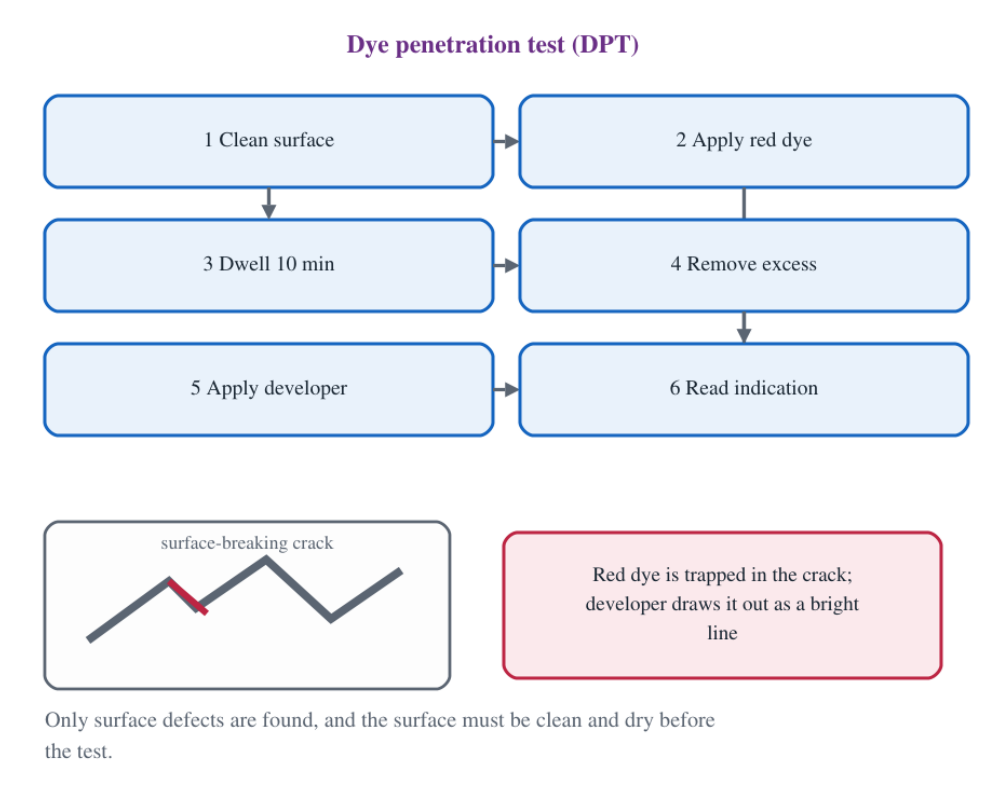 Dye penetration test (DPT)
1 Clean surface
2 Apply red dye
3 Dwell 10 min
4 Remove excess
5 Apply developer
6 Read indication
surface-breaking crack
Red dye is trapped in the crack;
developer draws it out as a bright
line
Only surface defects are found, and the surface must be clean and dry before
the test.